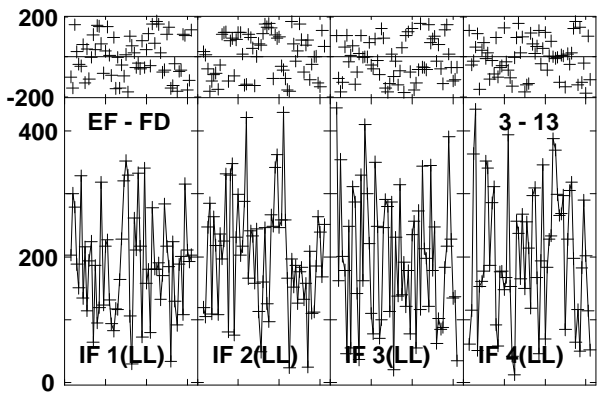 200
-200
EF - FD
3 - 13
400
200
IF 1(LL)
IF 2(LL)
IF 3(LL)
IF 4(LL)
0